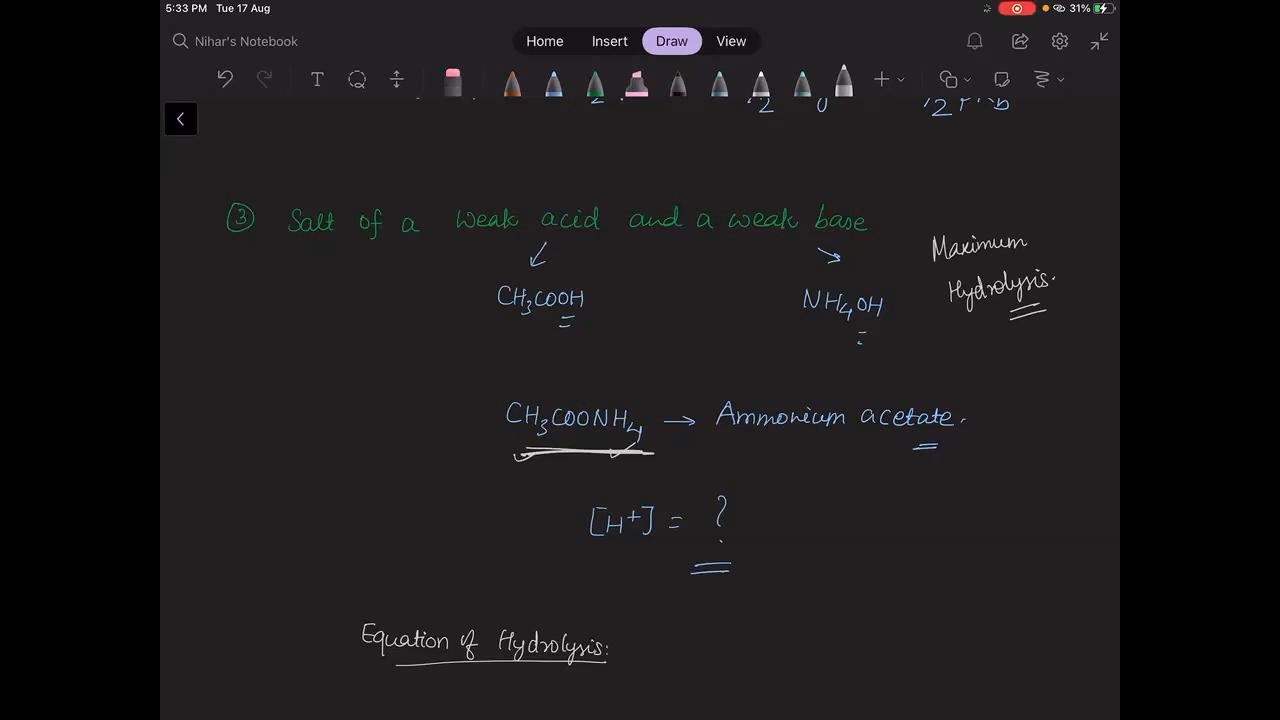 5:33 PM Tue 17 Aug
31%
Nihar's Notebook
Home Insert Draw View
③ Salt of a weak acid and a weak base
CH₃COOH
NH₄OH
Maximum
Hydrolysis.
CH₃COONH₄ → Ammonium acetate.
[H⁺] = ?
Equation of Hydrolysis: